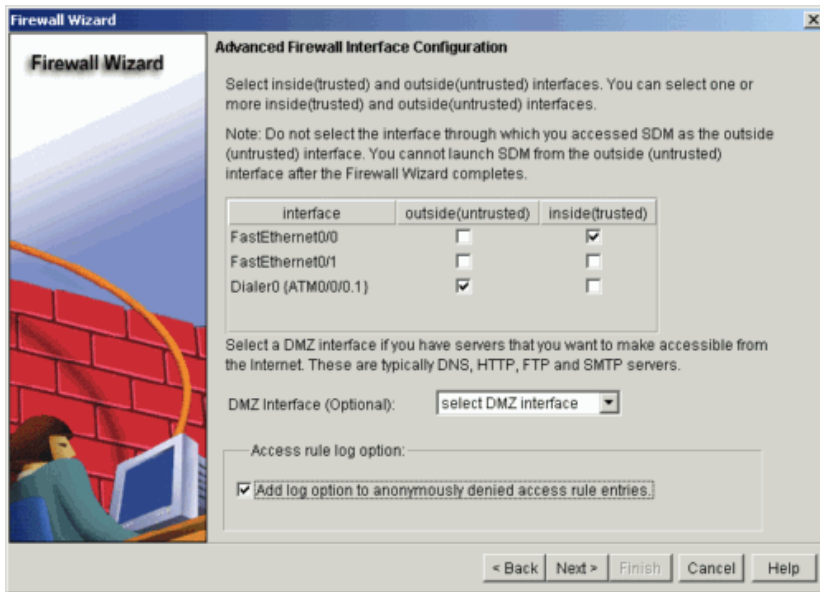 Firewall Wizard
Firewall Wizard
Advanced Firewall Interface Configuration
Select inside(trusted) and outside(untrusted) interfaces. You can select one or
more inside(trusted) and outside(untrusted) interfaces.
Note: Do not select the interface through which you accessed SDM as the outside
(untrusted) interface. You cannot launch SDM from the outside (untrusted)
interface after the Firewall Wizard completes.
interface outside(untrusted) inside(trusted)
FastEthernet0/0
FastEthernet0/1
Dialer0 (ATM0/0/0.1)
Select a DMZ interface if you have servers that you want to make accessible from
the Internet. These are typically DNS, HTTP, FTP and SMTP servers.
DMZ Interface (Optional): select DMZ interface
Access rule log option:
Add log option to anonymously denied access rule entries.
< Back Next > Finish Cancel Help